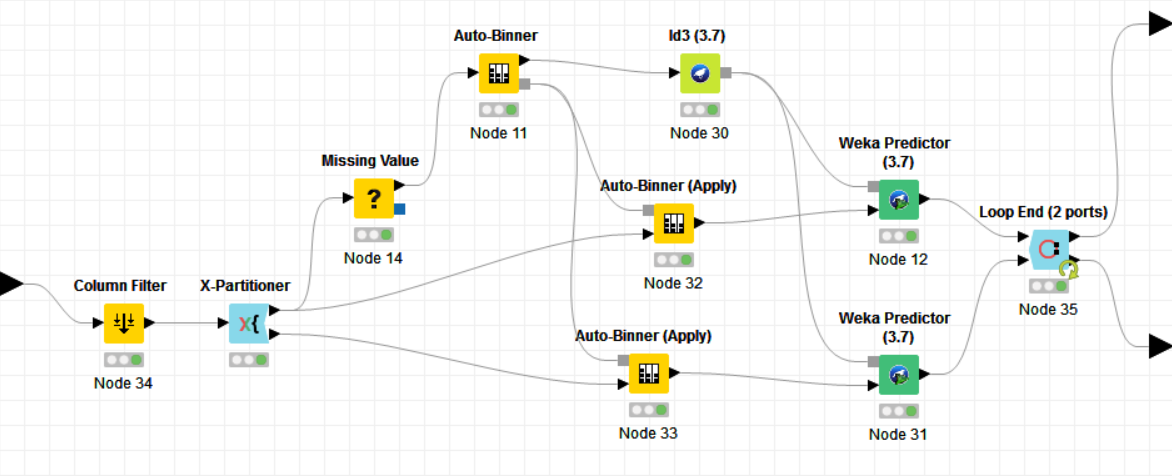 Auto-Binner
Id3 (3.7)
Node 11
Node 30
Missing Value
?
Node 14
Weka Predictor
(3.7)
Node 12
Auto-Binner (Apply)
Node 32
Loop End (2 ports)
Node 35
Column Filter
X-Partitioner
X{
Node 34
Auto-Binner (Apply)
Node 33
Weka Predictor
(3.7)
Node 31